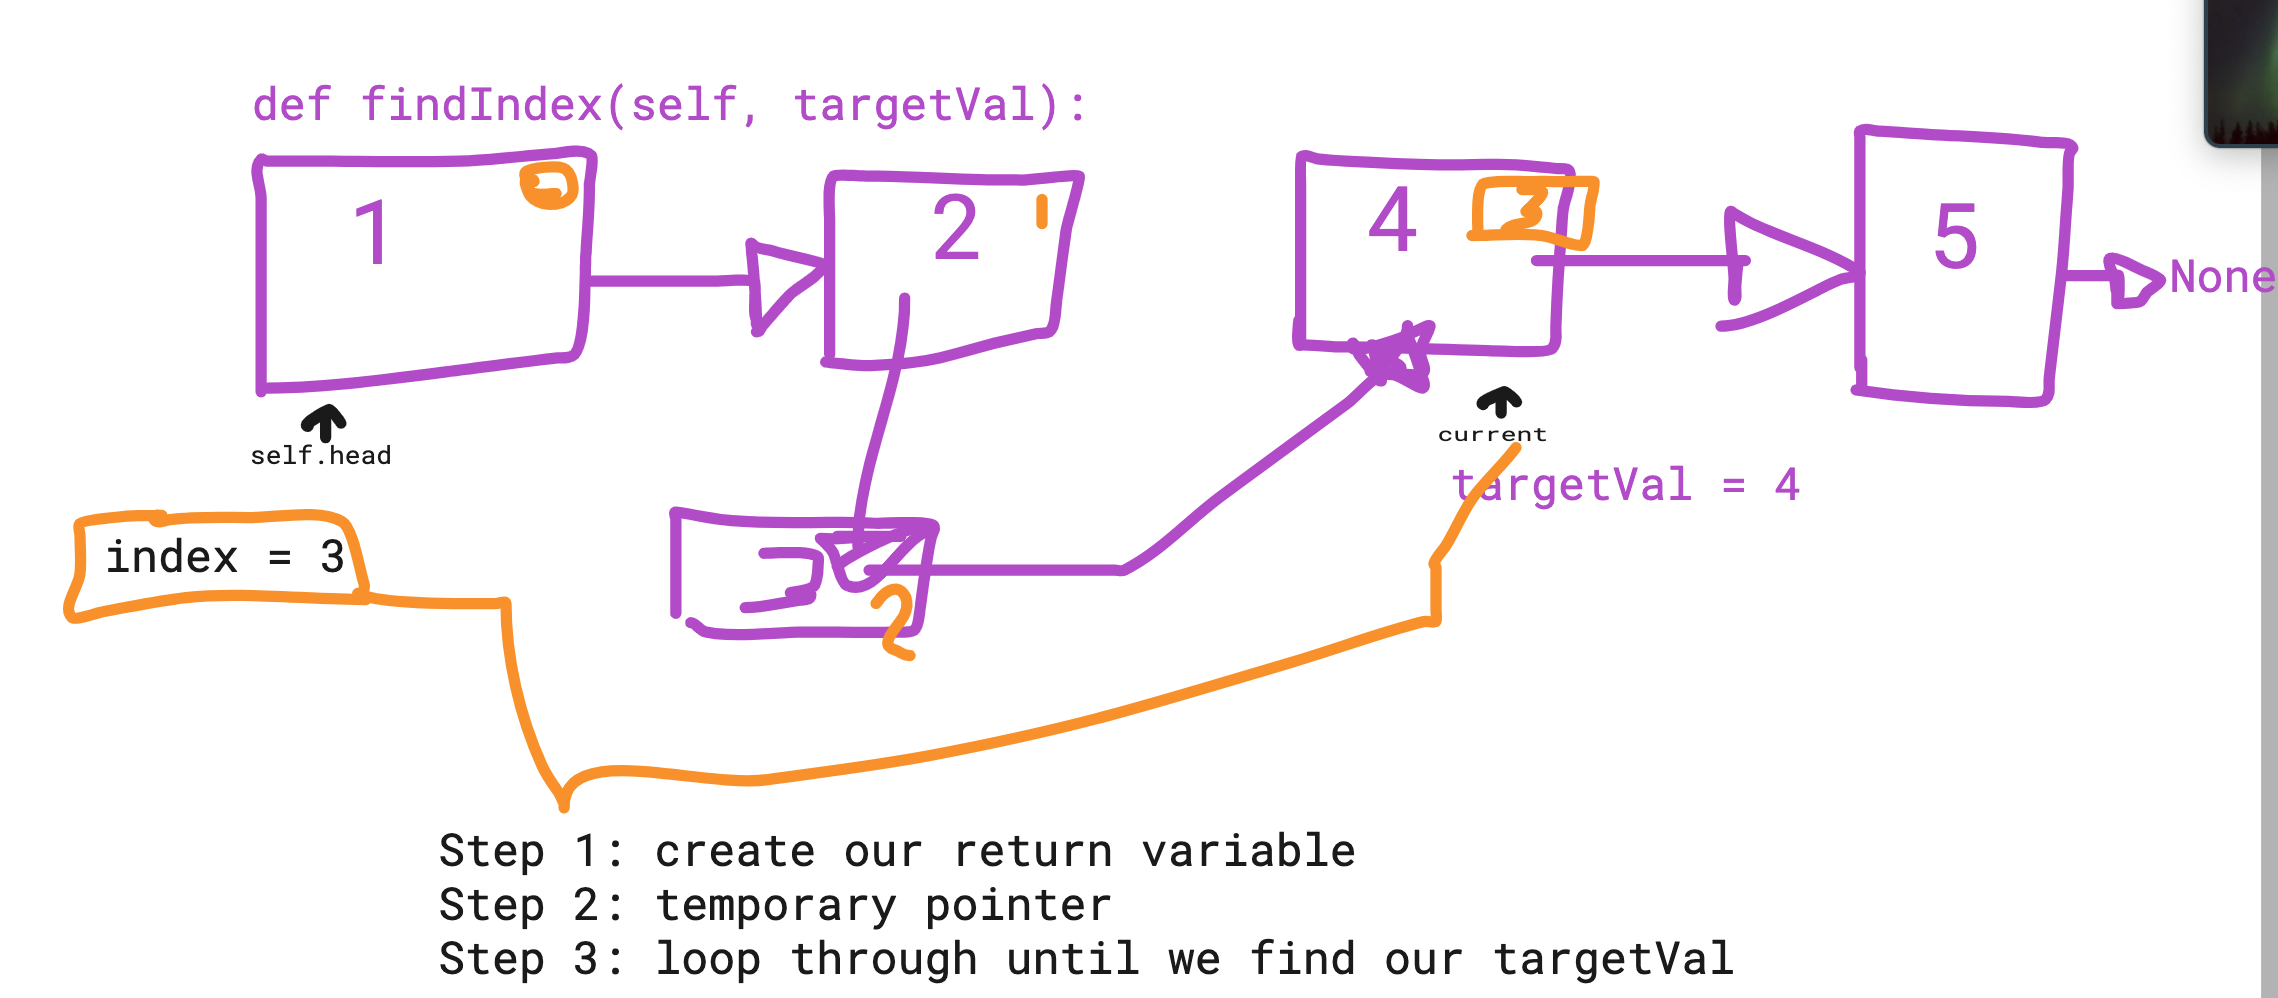 def findIndex(self, targetVal):
1 0
2 1
4 3
5
None
self.head
current
targetVal = 4
index = 3
3 2
Step 1: create our return variable
Step 2: temporary pointer
Step 3: loop through until we find our targetVal